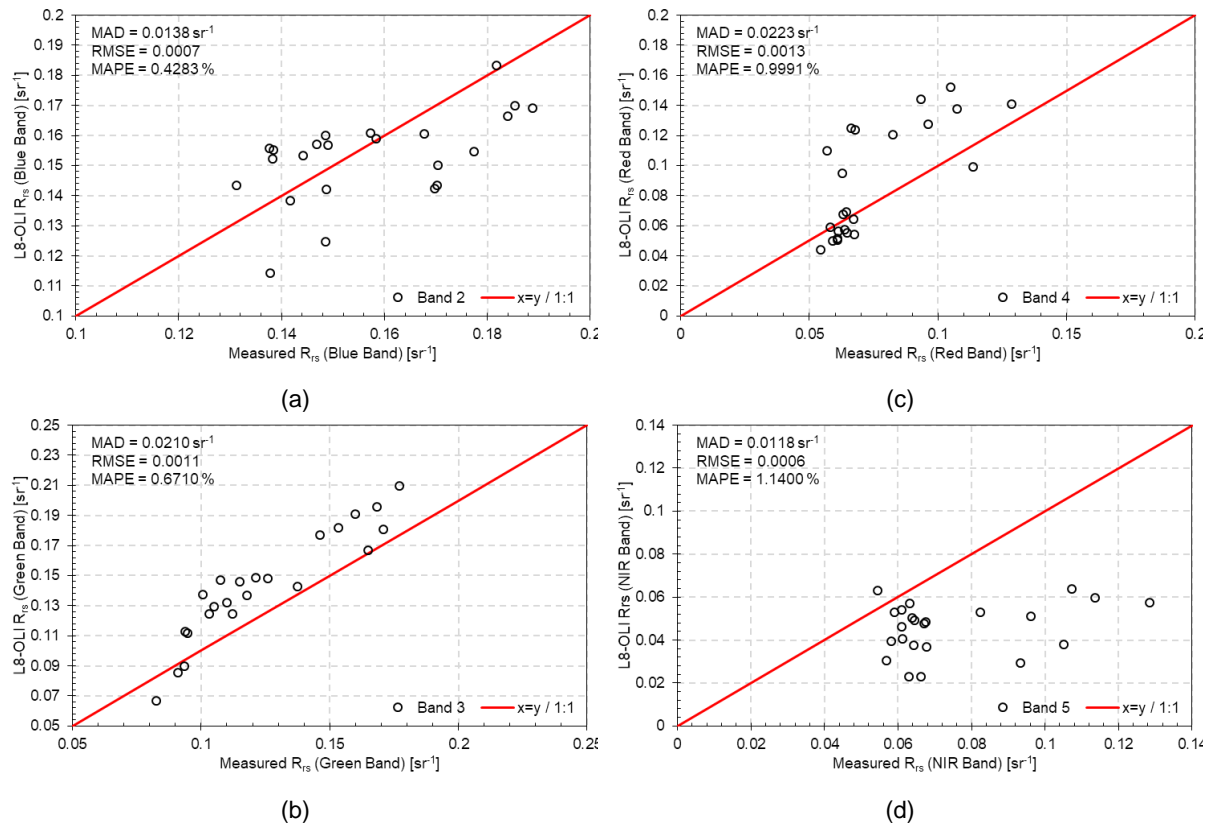 MAD = 0.0138 sr⁻¹
RMSE = 0.0007
MAPE = 0.4283 %
L8-OLI Rrs (Blue Band) [sr⁻¹]
0.2
0.19
0.18
0.17
0.16
0.15
0.14
0.13
0.12
0.11
0.1
Band 2
x=y / 1:1
0.1 0.12 0.14 0.16 0.18 0.2
Measured Rrs (Blue Band) [sr⁻¹]
(a)
MAD = 0.0223 sr⁻¹
RMSE = 0.0013
MAPE = 0.9991 %
L8-OLI Rrs (Red Band) [sr⁻¹]
0.2
0.18
0.16
0.14
0.12
0.1
0.08
0.06
0.04
0.02
0
Band 4
x=y / 1:1
0 0.05 0.1 0.15 0.2
Measured Rrs (Red Band) [sr⁻¹]
(c)
MAD = 0.0210 sr⁻¹
RMSE = 0.0011
MAPE = 0.6710 %
L8-OLI Rrs (Green Band) [sr⁻¹]
0.25
0.23
0.21
0.19
0.17
0.15
0.13
0.11
0.09
0.07
0.05
Band 3
x=y / 1:1
0.05 0.1 0.15 0.2 0.25
Measured Rrs (Green Band) [sr⁻¹]
(b)
MAD = 0.0118 sr⁻¹
RMSE = 0.0006
MAPE = 1.1400 %
L8-OLI Rrs (NIR Band) [sr⁻¹]
0.14
0.12
0.1
0.08
0.06
0.04
0.02
0
Band 5
x=y / 1:1
0 0.02 0.04 0.06 0.08 0.1 0.12 0.14
Measured Rrs (NIR Band) [sr⁻¹]
(d)